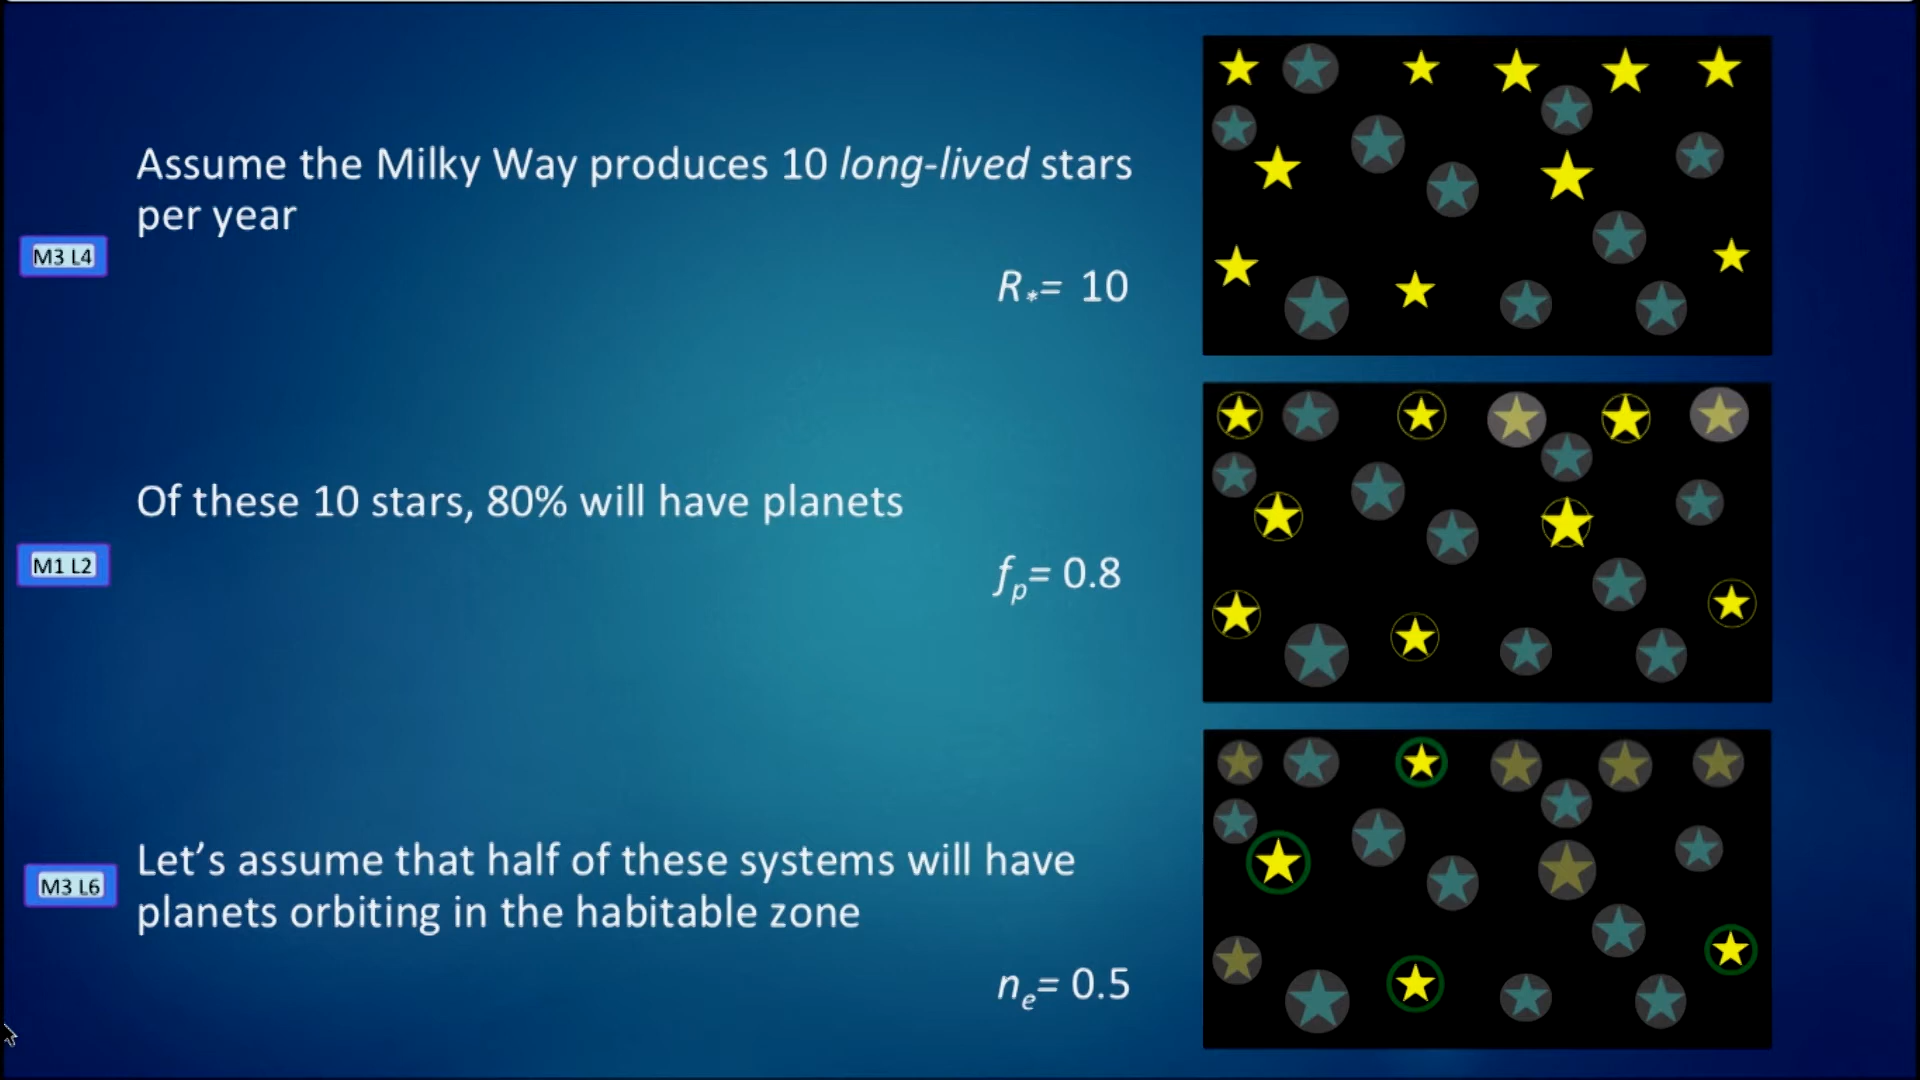 Assume the Milky Way produces 10 long-lived stars
per year
M3 L4
R*= 10
Of these 10 stars, 80% will have planets
M1 L2
fp= 0.8
Let’s assume that half of these systems will have
M3 L6
planets orbiting in the habitable zone
ne= 0.5